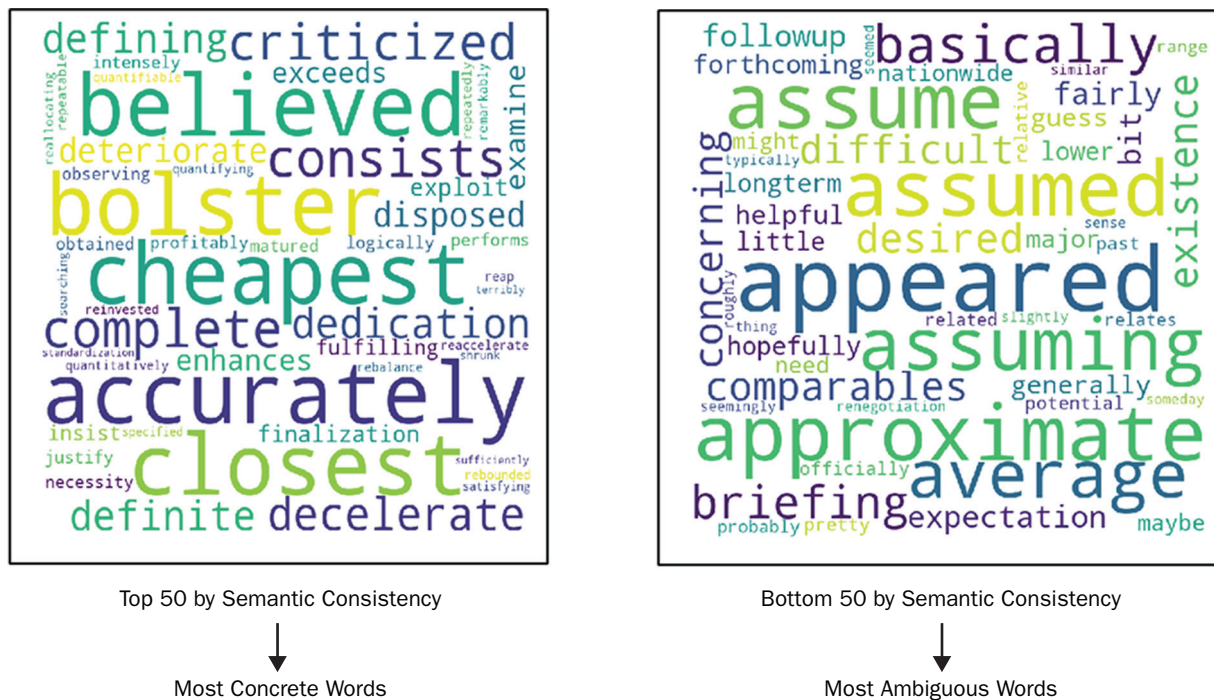 defining
criticized
intensely
quantifiable
exceeds
reallocating
repeatable
believed
repeatedly
remarkably
examine
deteriorate
consists
observing
quantifying
exploit
bolster
disposed
obtained
profitably
matured
logically
performs
searching
cheapest
reap
terribly
reinvested
complete
dedication
standardization
fulfilling
reaccelerate
quantitatively
enhances
rebalance
shrunk
accurately
insist
specified
finalization
justify
closest
sufficiently
rebounded
necessity
satisfying
definite
decelerate
Top 50 by Semantic Consistency
Most Concrete Words
followup
seemed
basically
range
forthcoming
nationwide
similar
assume
fairly
relative
guess
bit
might
difficult
lower
typically
concerning
longterm
assumed
existence
helpful
sense
little
desired
major
past
appeared
roughly
thing
related
slightly
relates
hopefully
assuming
need
comparables
generally
seemingly
renegotiation
potential
someday
approximate
officially
average
briefing
expectation
probably
pretty
maybe
Bottom 50 by Semantic Consistency
Most Ambiguous Words